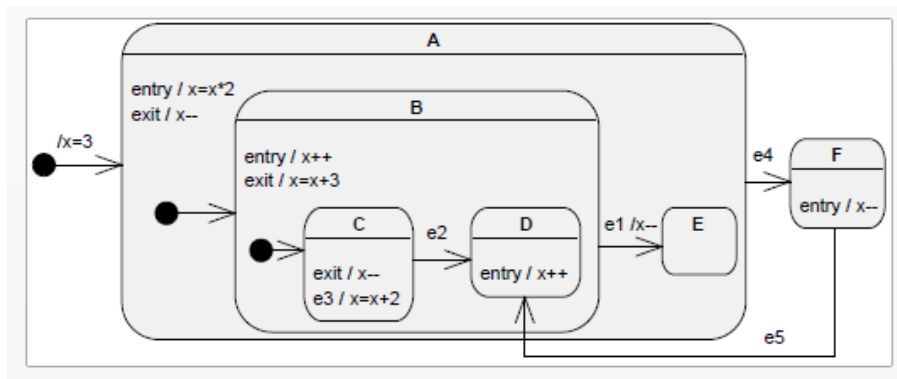 A
entry / x=x*2
exit / x--
/x=3
B
entry / x++
exit / x=x+3
C
exit / x--
e3 / x=x+2
e2
D
entry / x++
e1 /x--
E
e4
F
entry / x--
e5